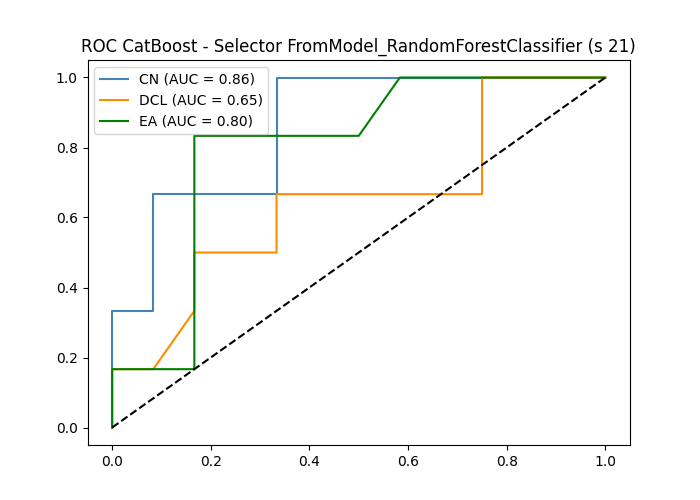 ROC CatBoost - Selector FromModel_RandomForestClassifier (s 21)
CN (AUC = 0.86)
DCL (AUC = 0.65)
EA (AUC = 0.80)
1.0
0.8
0.6
0.4
0.2
0.0
0.0 0.2 0.4 0.6 0.8 1.0